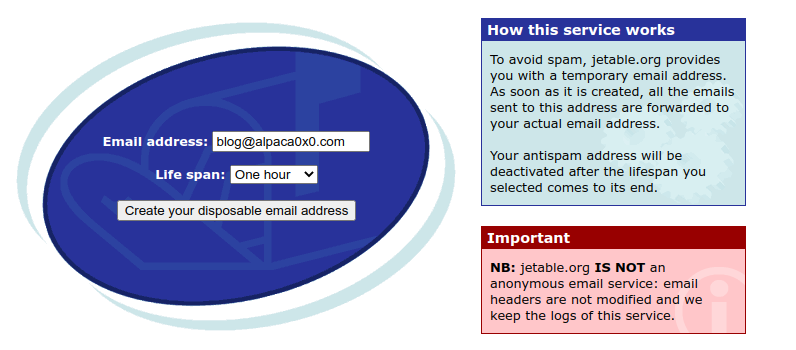 Email address: blog@alpaca0x0.com
Life span: One hour
Create your disposable email address
How this service works
To avoid spam, jetable.org provides
you with a temporary email address.
As soon as it is created, all the emails
sent to this address are forwarded to
your actual email address.
Your antispam address will be
deactivated after the lifespan you
selected comes to its end.
Important
NB: jetable.org IS NOT an
anonymous email service: email
headers are not modified and we
keep the logs of this service.